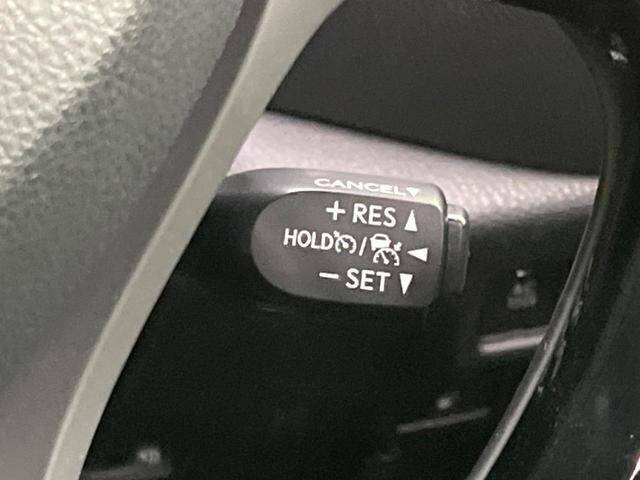 CANCEL▼
+ RES ▲
HOLD / ◀
− SET ▼